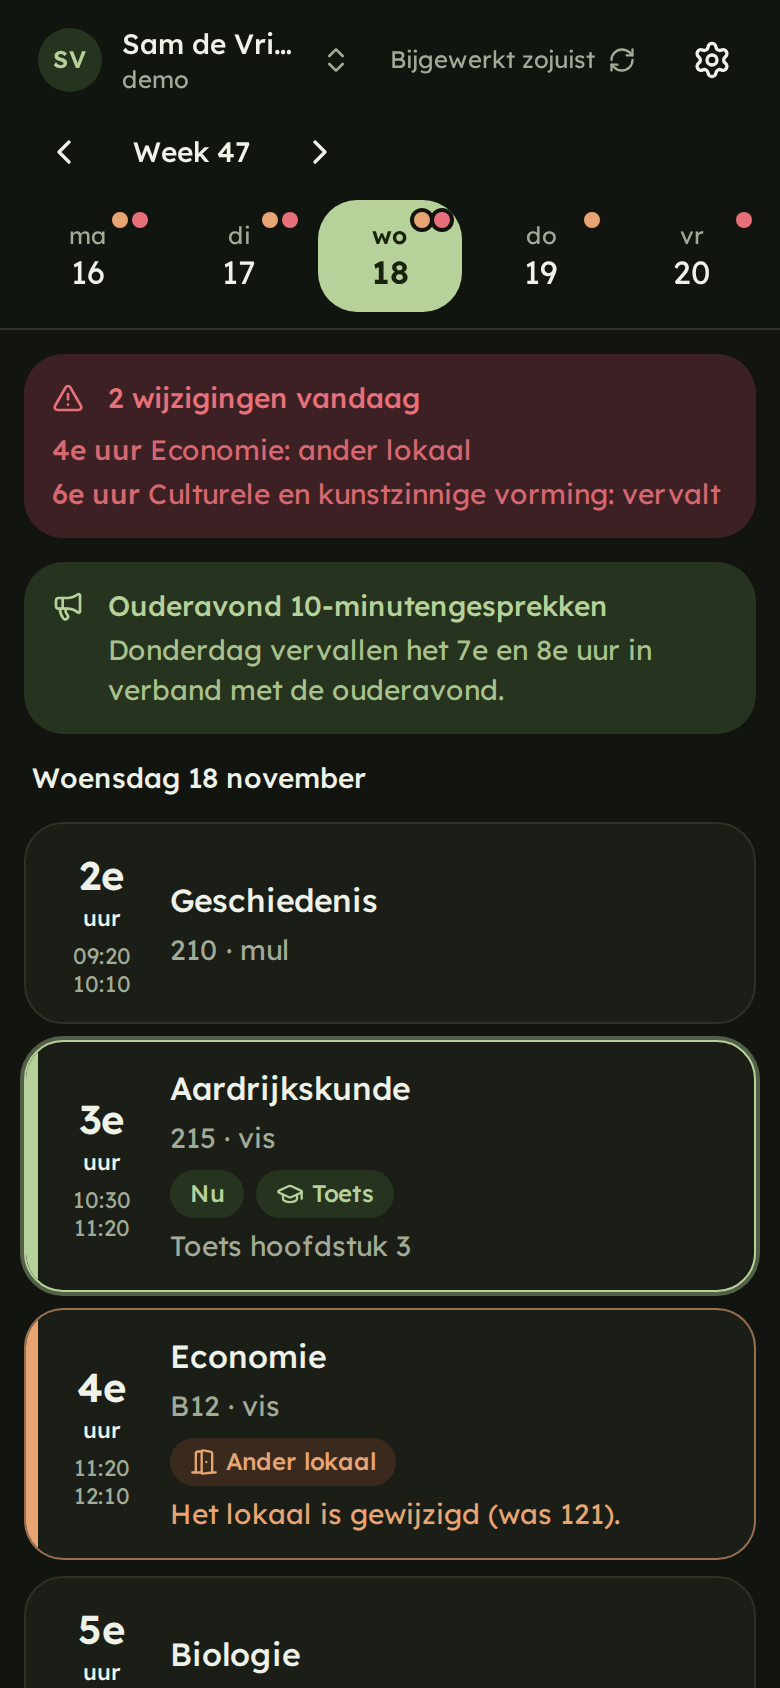 SV
Sam de Vri...
demo
Bijgewerkt zojuist
Week 47
ma
16
di
17
wo
18
do
19
vr
20
2 wijzigingen vandaag
4e uur Economie: ander lokaal
6e uur Culturele en kunstzinnige vorming: vervalt
Ouderavond 10-minutengesprekken
Donderdag vervallen het 7e en 8e uur in
verband met de ouderavond.
Woensdag 18 november
2e
uur
09:20
10:10
Geschiedenis
210 · mul
3e
uur
10:30
11:20
Aardrijkskunde
215 · vis
Nu
Toets
Toets hoofdstuk 3
4e
uur
11:20
12:10
Economie
B12 · vis
Ander lokaal
Het lokaal is gewijzigd (was 121).
5e
uur
Biologie